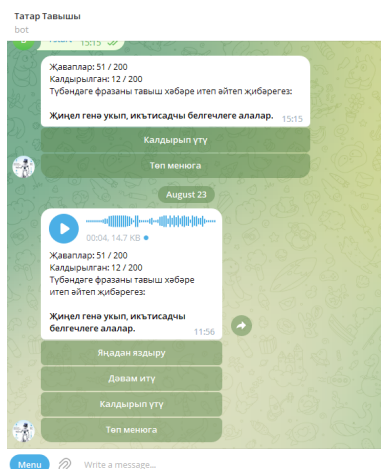 Татар Тавышы
bot
15:15
Җаваплар: 51 / 200
Калдырылган: 12 / 200
Түбәндәге фразаны тавыш хәбәре итеп әйтеп җибәрегез:
Җиңел генә укып, икътисадчы белгечлеге алалар. 15:15
Калдырып үтү
Төп менюга
August 23
00:04, 14.7 KB
Җаваплар: 51 / 200
Калдырылган: 12 / 200
Түбәндәге фразаны тавыш хәбәре
итеп әйтеп җибәрегез:
Җиңел генә укып, икътисадчы
белгечлеге алалар. 11:56
Яңадан яздыру
Дәвам итү
Калдырып үтү
Төп менюга
Menu Write a message...